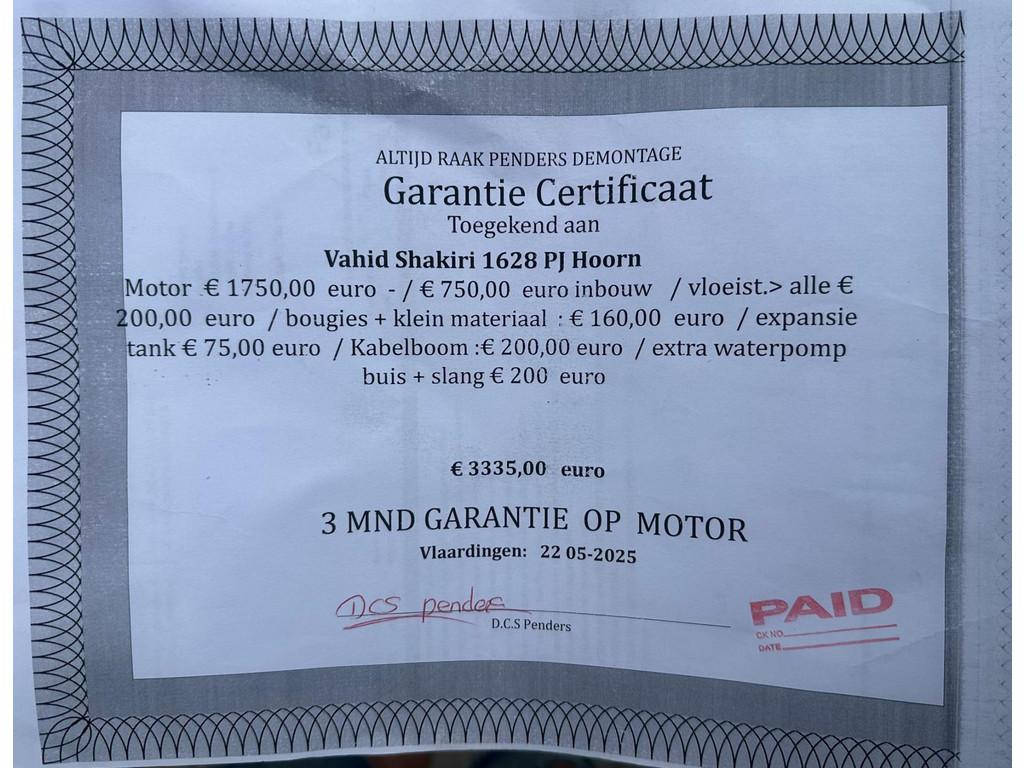 ALTIJD RAAK PENDERS DEMONTAGE
Garantie Certificaat
Toegekend aan
Vahid Shakiri 1628 PJ Hoorn
Motor € 1750,00 euro - / € 750,00 euro inbouw / vloeist.> alle €
200,00 euro / bougies + klein materiaal : € 160,00 euro / expansie
tank € 75,00 euro / Kabelboom :€ 200,00 euro / extra waterpomp
buis + slang € 200 euro
€ 3335,00 euro
3 MND GARANTIE OP MOTOR
Vlaardingen: 22 05-2025
DCS penders
D.C.S Penders
PAID
CK NO.
DATE